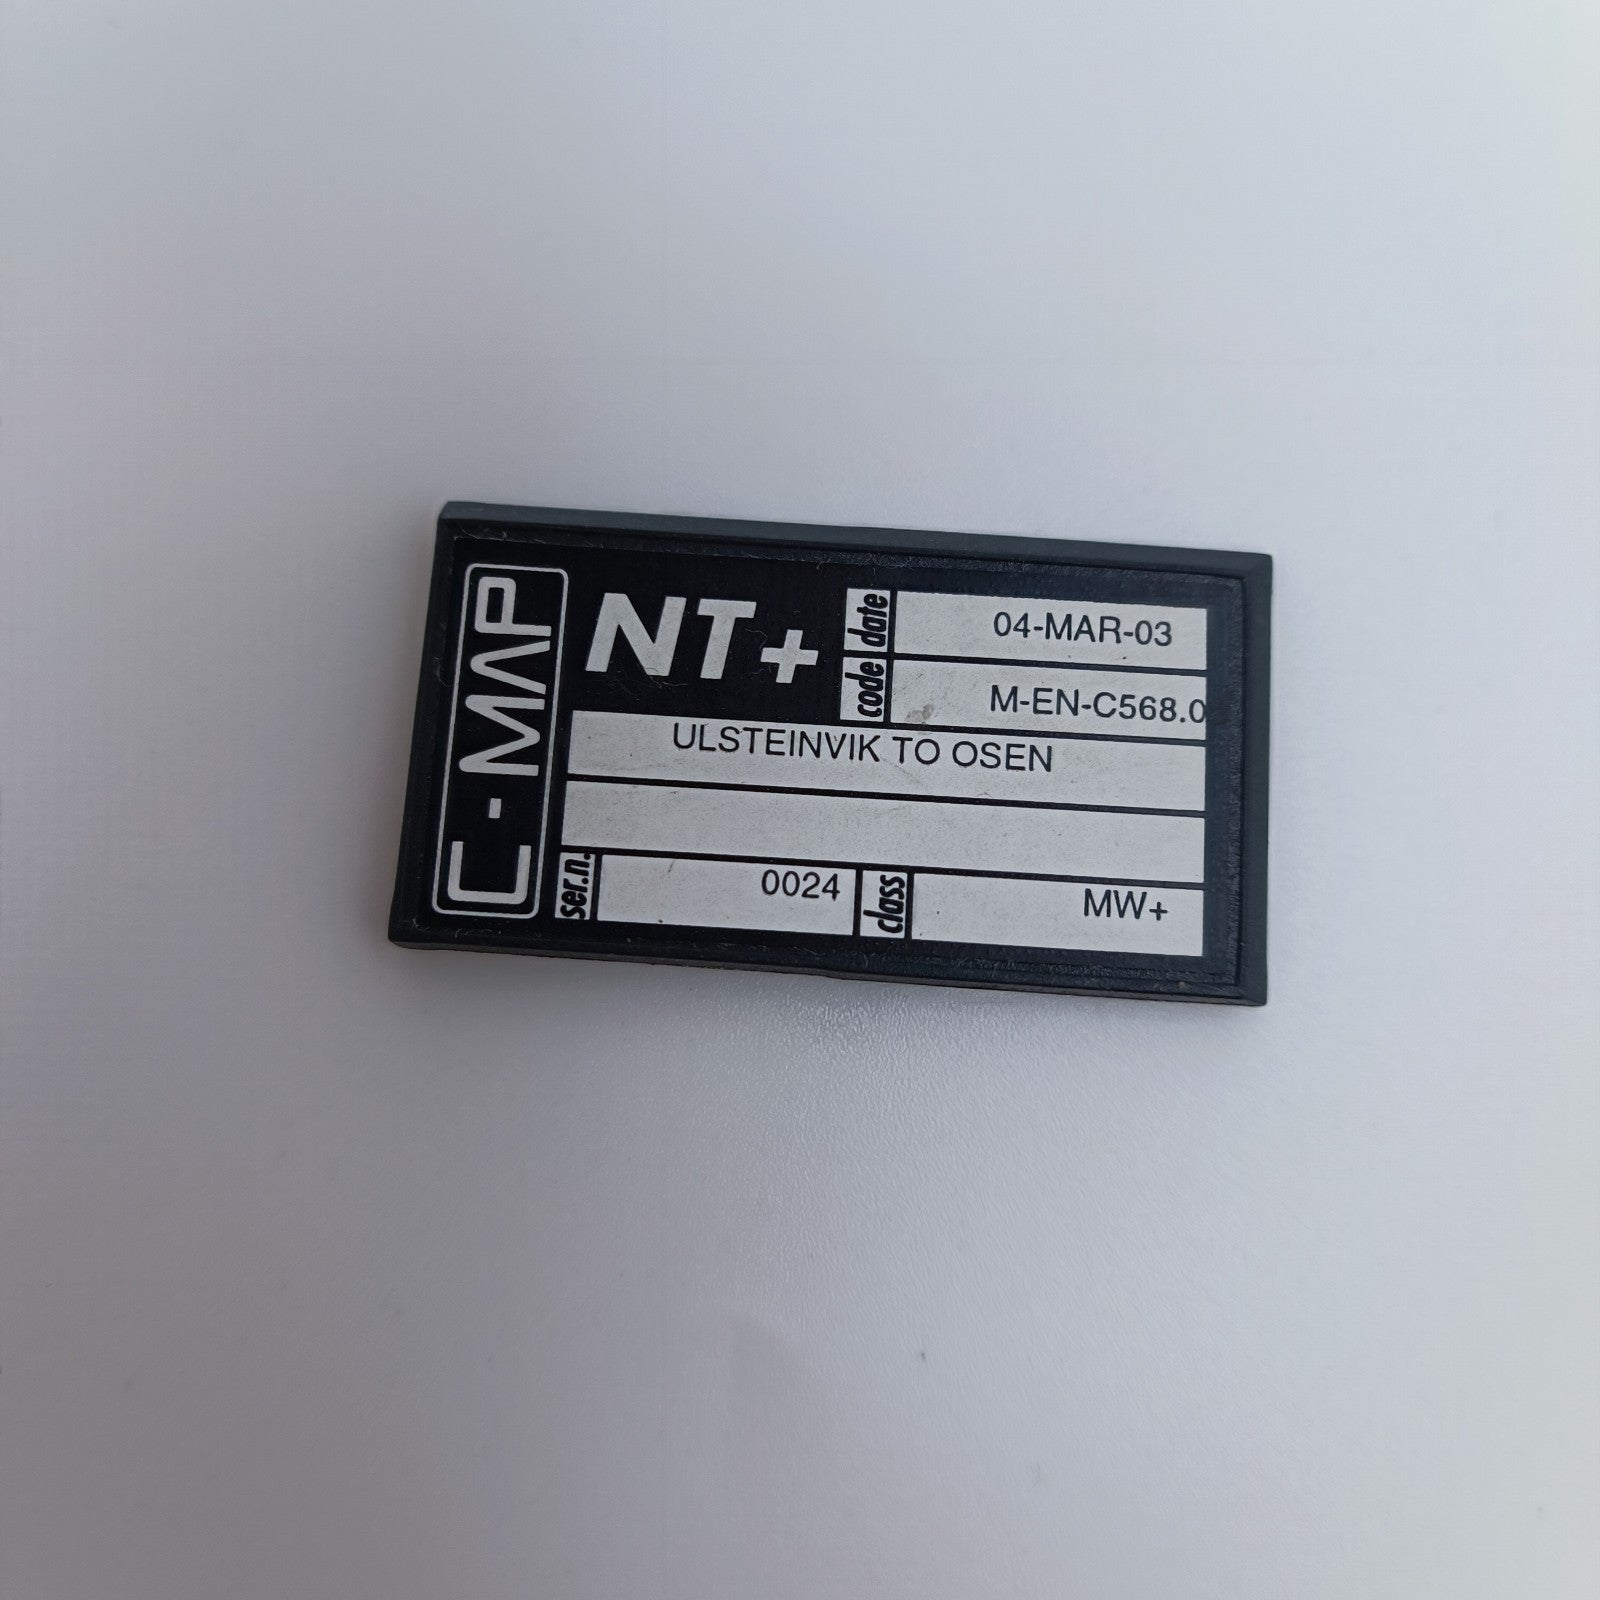 C-MAP
NT+
date 04-MAR-03
code M-EN-C568.0
ULSTEINVIK TO OSEN
ser.n. 0024 class MW+